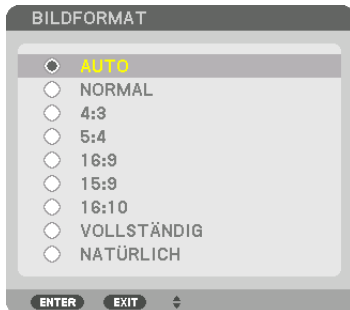 BILDFORMAT
AUTO
NORMAL
4:3
5:4
16:9
15:9
16:10
VOLLSTÄNDIG
NATÜRLICH
ENTER EXIT